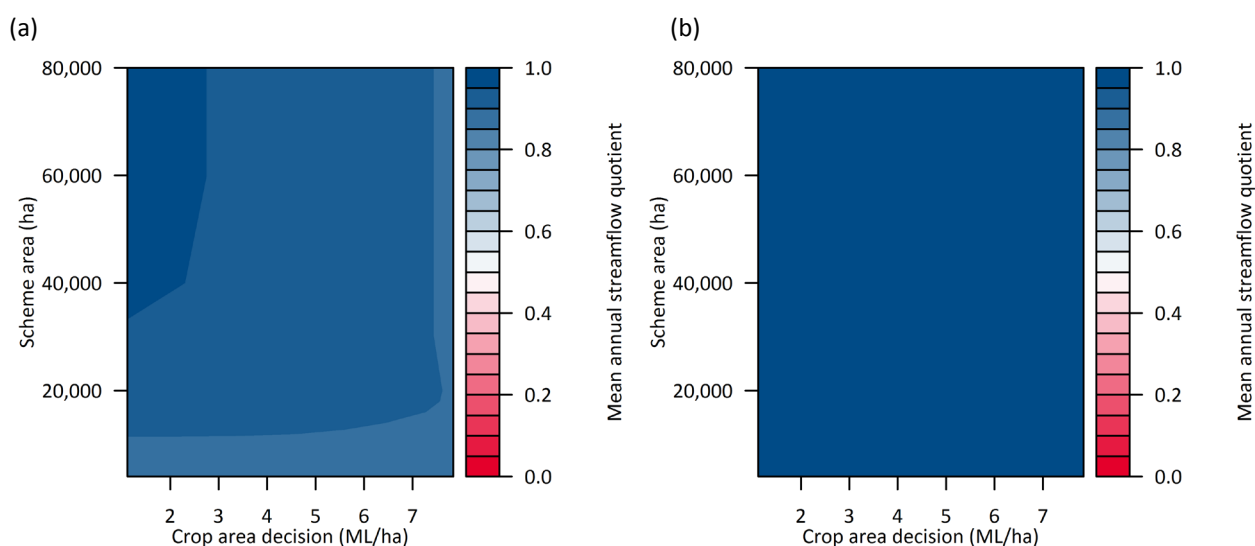 (a)
80,000
60,000
40,000
20,000
Scheme area (ha)
2 3 4 5 6 7
Crop area decision (ML/ha)
1.0
0.8
0.6
0.4
0.2
0.0
Mean annual streamflow quotient
(b)
80,000
60,000
40,000
20,000
Scheme area (ha)
2 3 4 5 6 7
Crop area decision (ML/ha)
1.0
0.8
0.6
0.4
0.2
0.0
Mean annual streamflow quotient